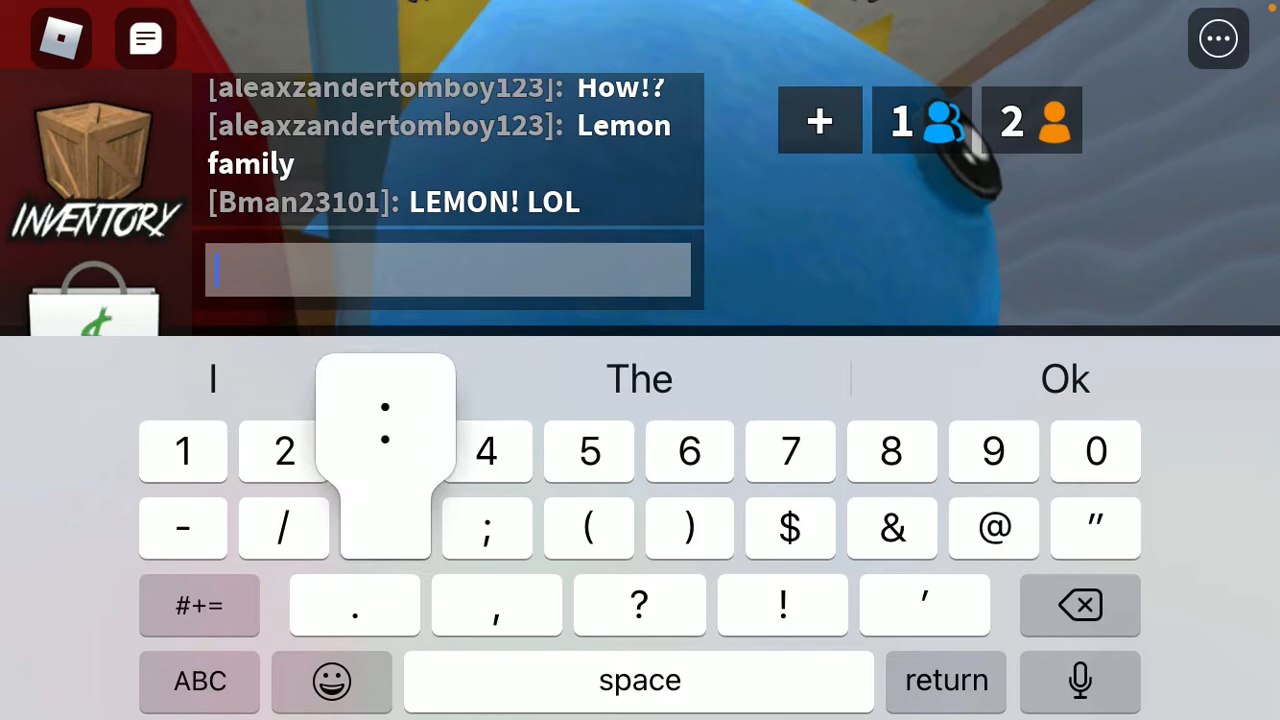 [aleaxzandertomboy123]: How!?
[aleaxzandertomboy123]: Lemon
family
[Bman23101]: LEMON! LOL
+ 1 2
INVENTORY
$
I The Ok
:
1 2 4 5 6 7 8 9 0
- / ; ( ) $ & @ "
#+= . , ? ! '
ABC space return